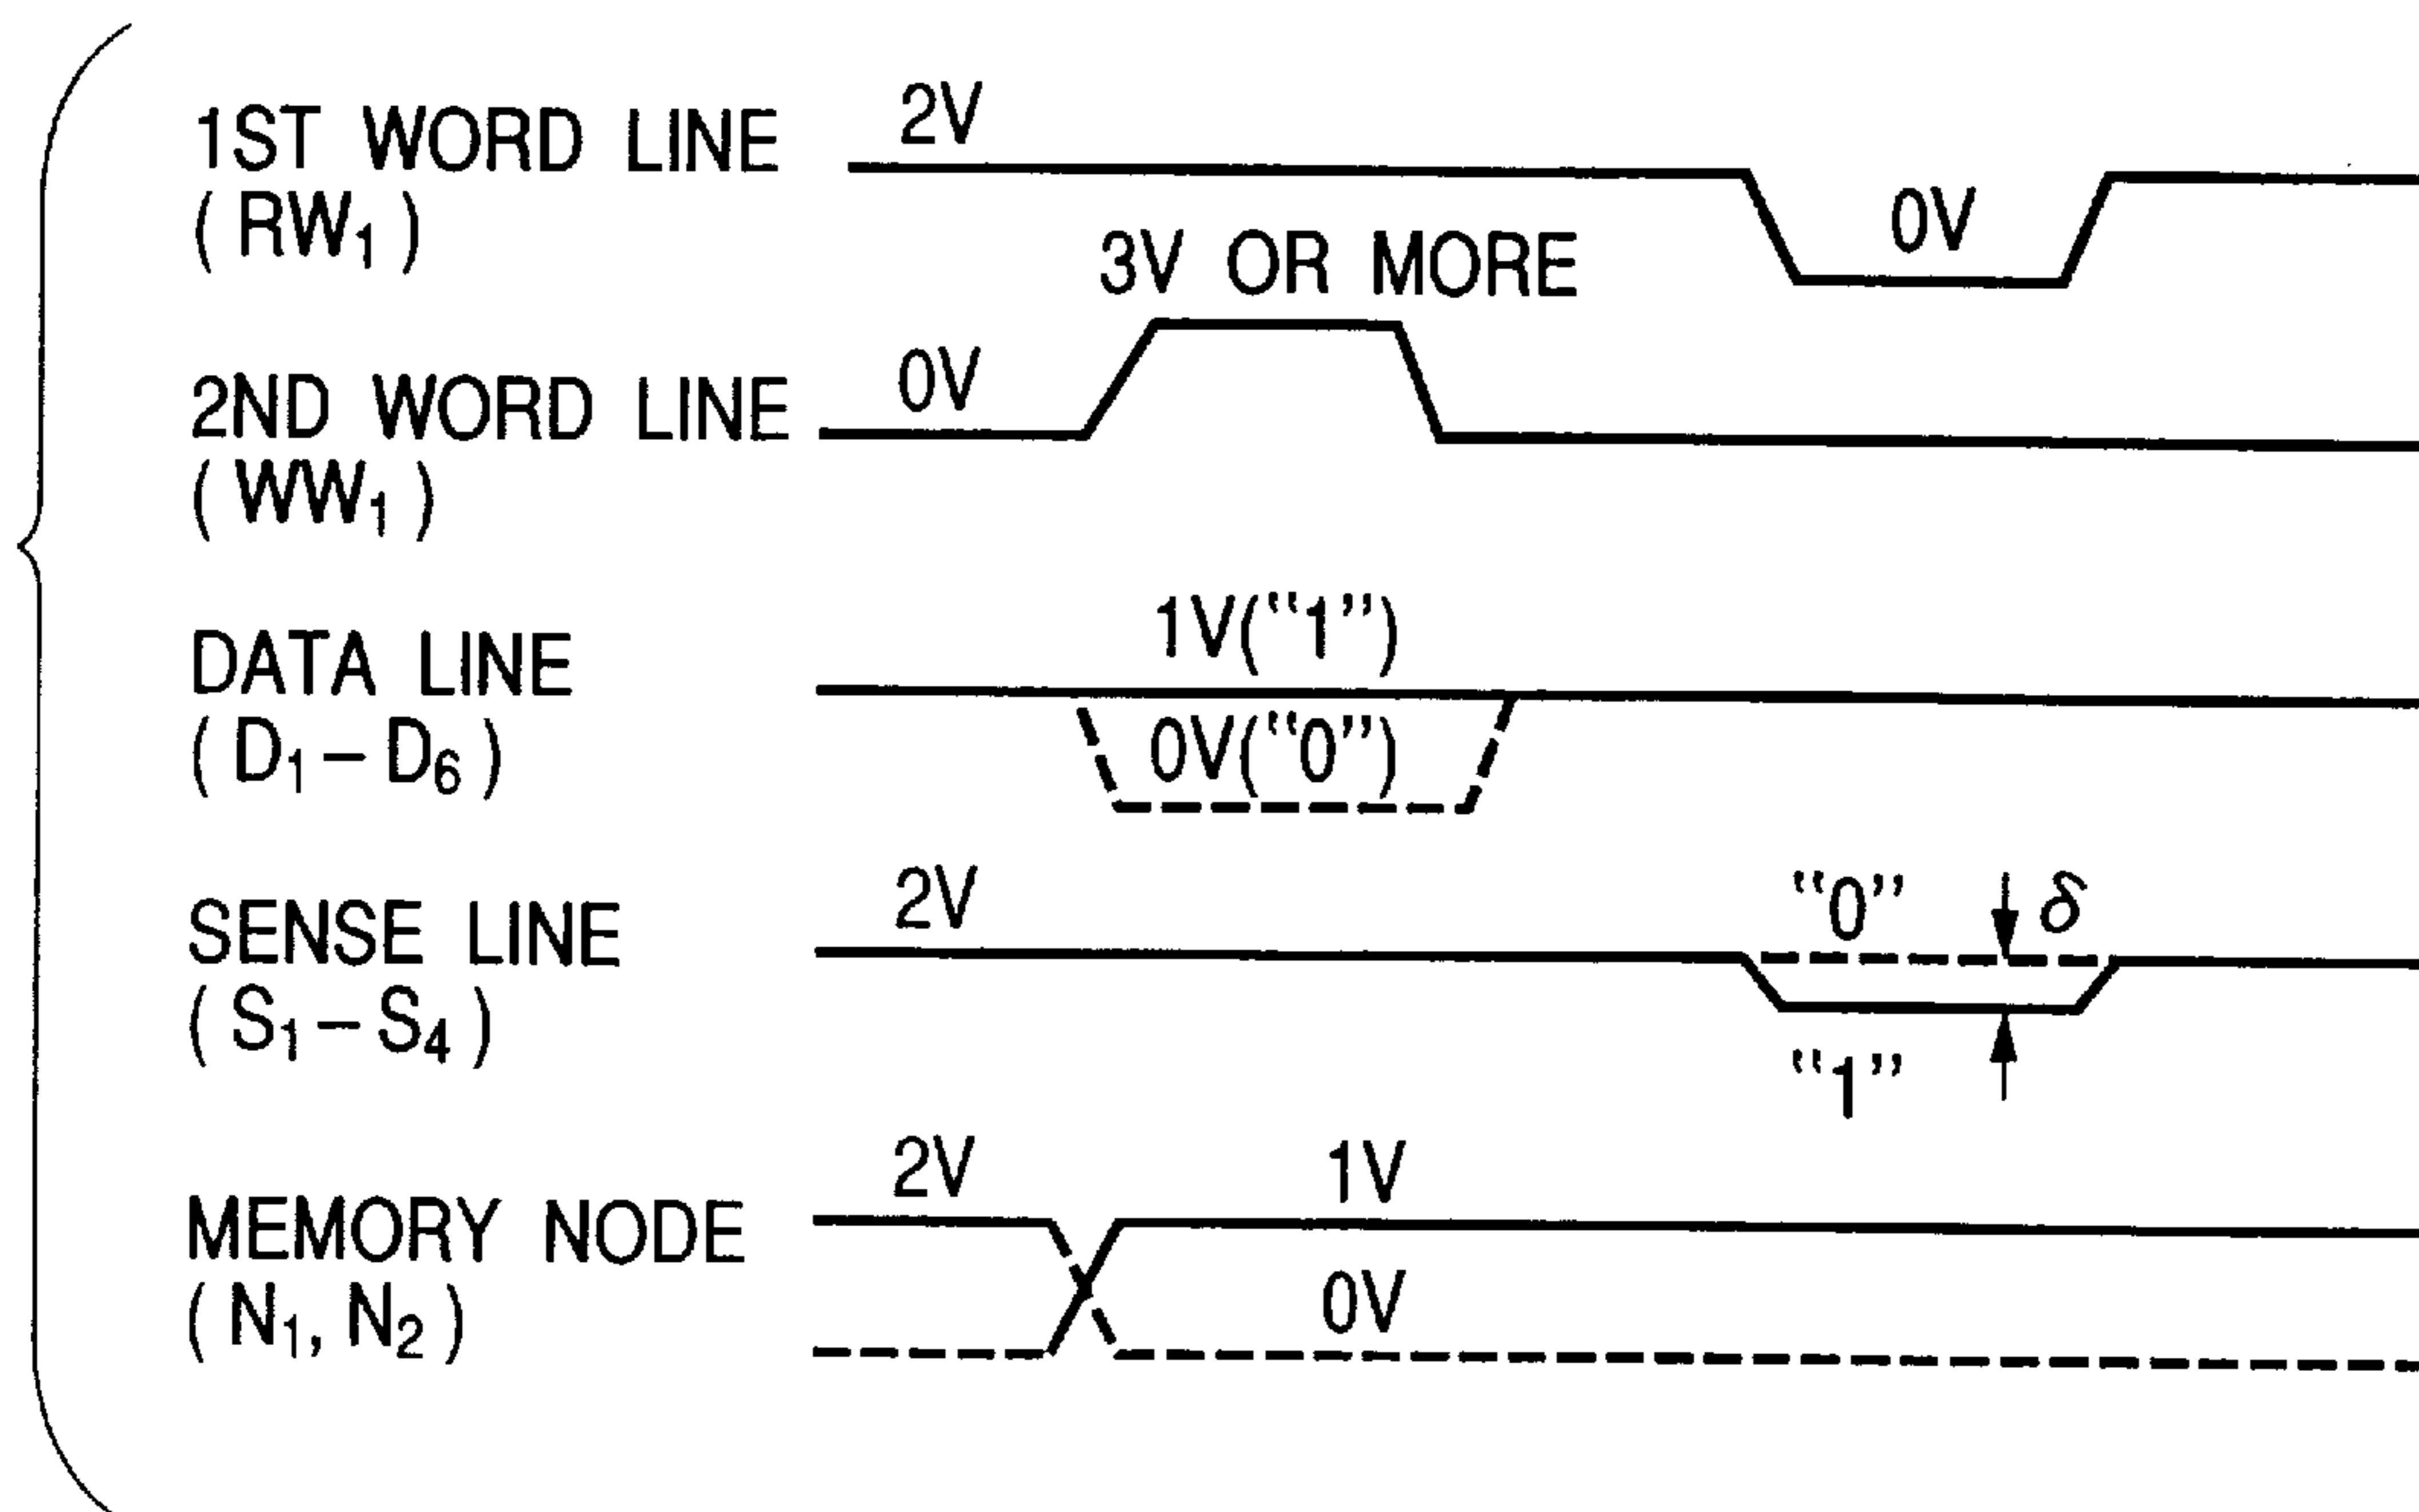 1ST WORD LINE 2V
(RW₁) 0V
3V OR MORE
2ND WORD LINE 0V
(WW₁)
DATA LINE 1V(“1”)
(D₁–D₆) 0V(“0”)
SENSE LINE 2V “0” δ
(S₁–S₄) “1”
MEMORY NODE 2V 1V
(N₁, N₂) 0V